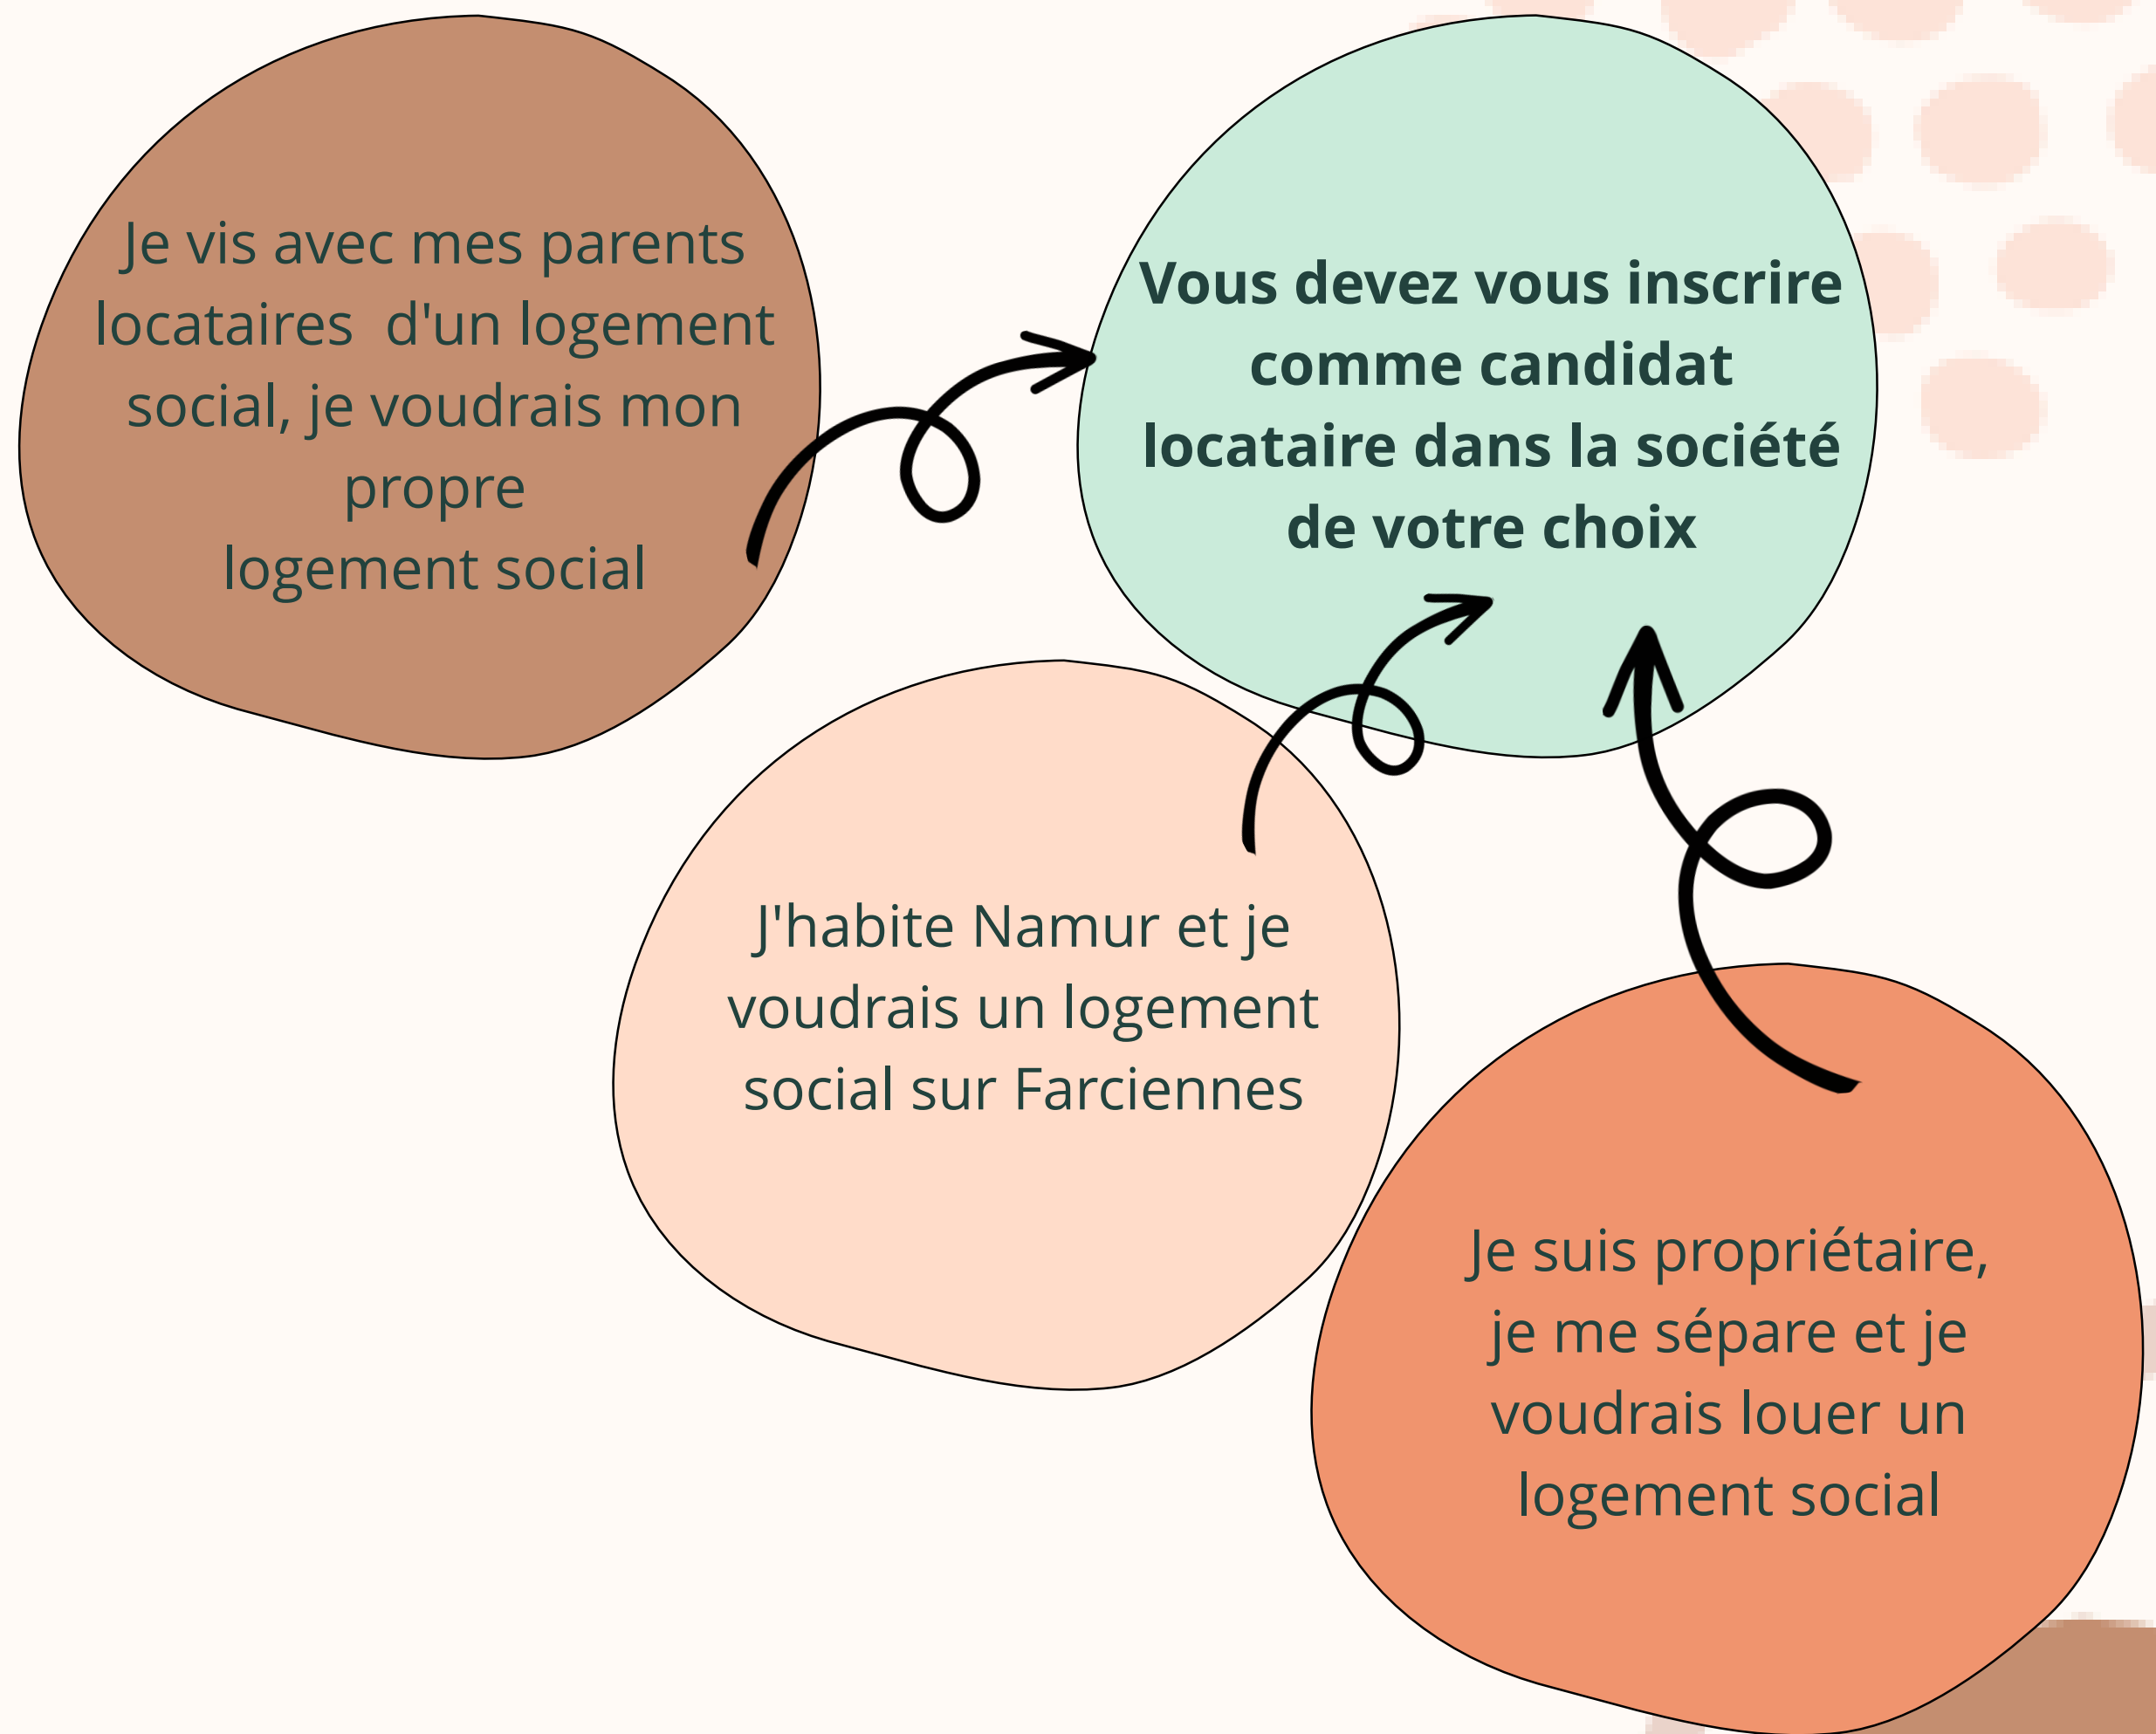 Je vis avec mes parents
locataires  d'un logement
social, je voudrais mon
propre
logement social
Vous devez vous inscrire
comme candidat
locataire dans la société
de votre choix
J'habite Namur et je
voudrais un logement
social sur Farciennes
Je suis propriétaire,
je me sépare et je
voudrais louer un
logement social